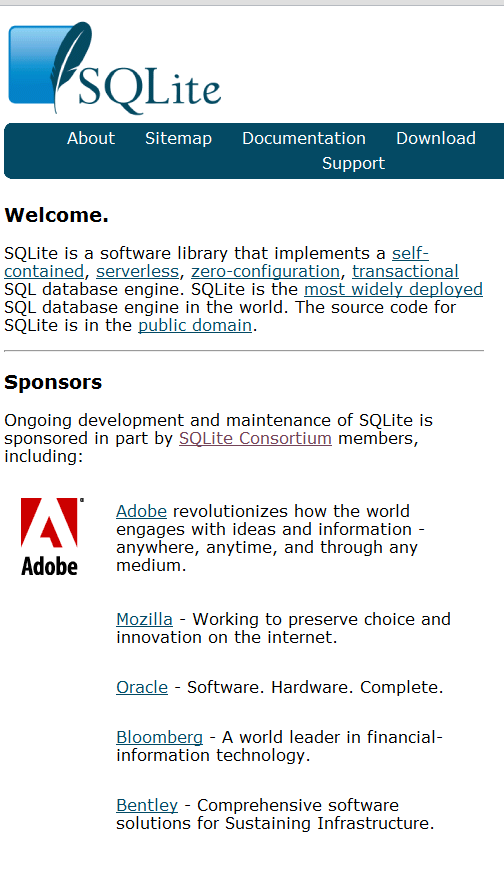 SQLite
About Sitemap Documentation Download
Support
Welcome.
SQLite is a software library that implements a self-
contained, serverless, zero-configuration, transactional
SQL database engine. SQLite is the most widely deployed
SQL database engine in the world. The source code for
SQLite is in the public domain.
Sponsors
Ongoing development and maintenance of SQLite is
sponsored in part by SQLite Consortium members,
including:
Adobe
Adobe revolutionizes how the world
engages with ideas and information -
anywhere, anytime, and through any
medium.
Mozilla - Working to preserve choice and
innovation on the internet.
Oracle - Software. Hardware. Complete.
Bloomberg - A world leader in financial-
information technology.
Bentley - Comprehensive software
solutions for Sustaining Infrastructure.